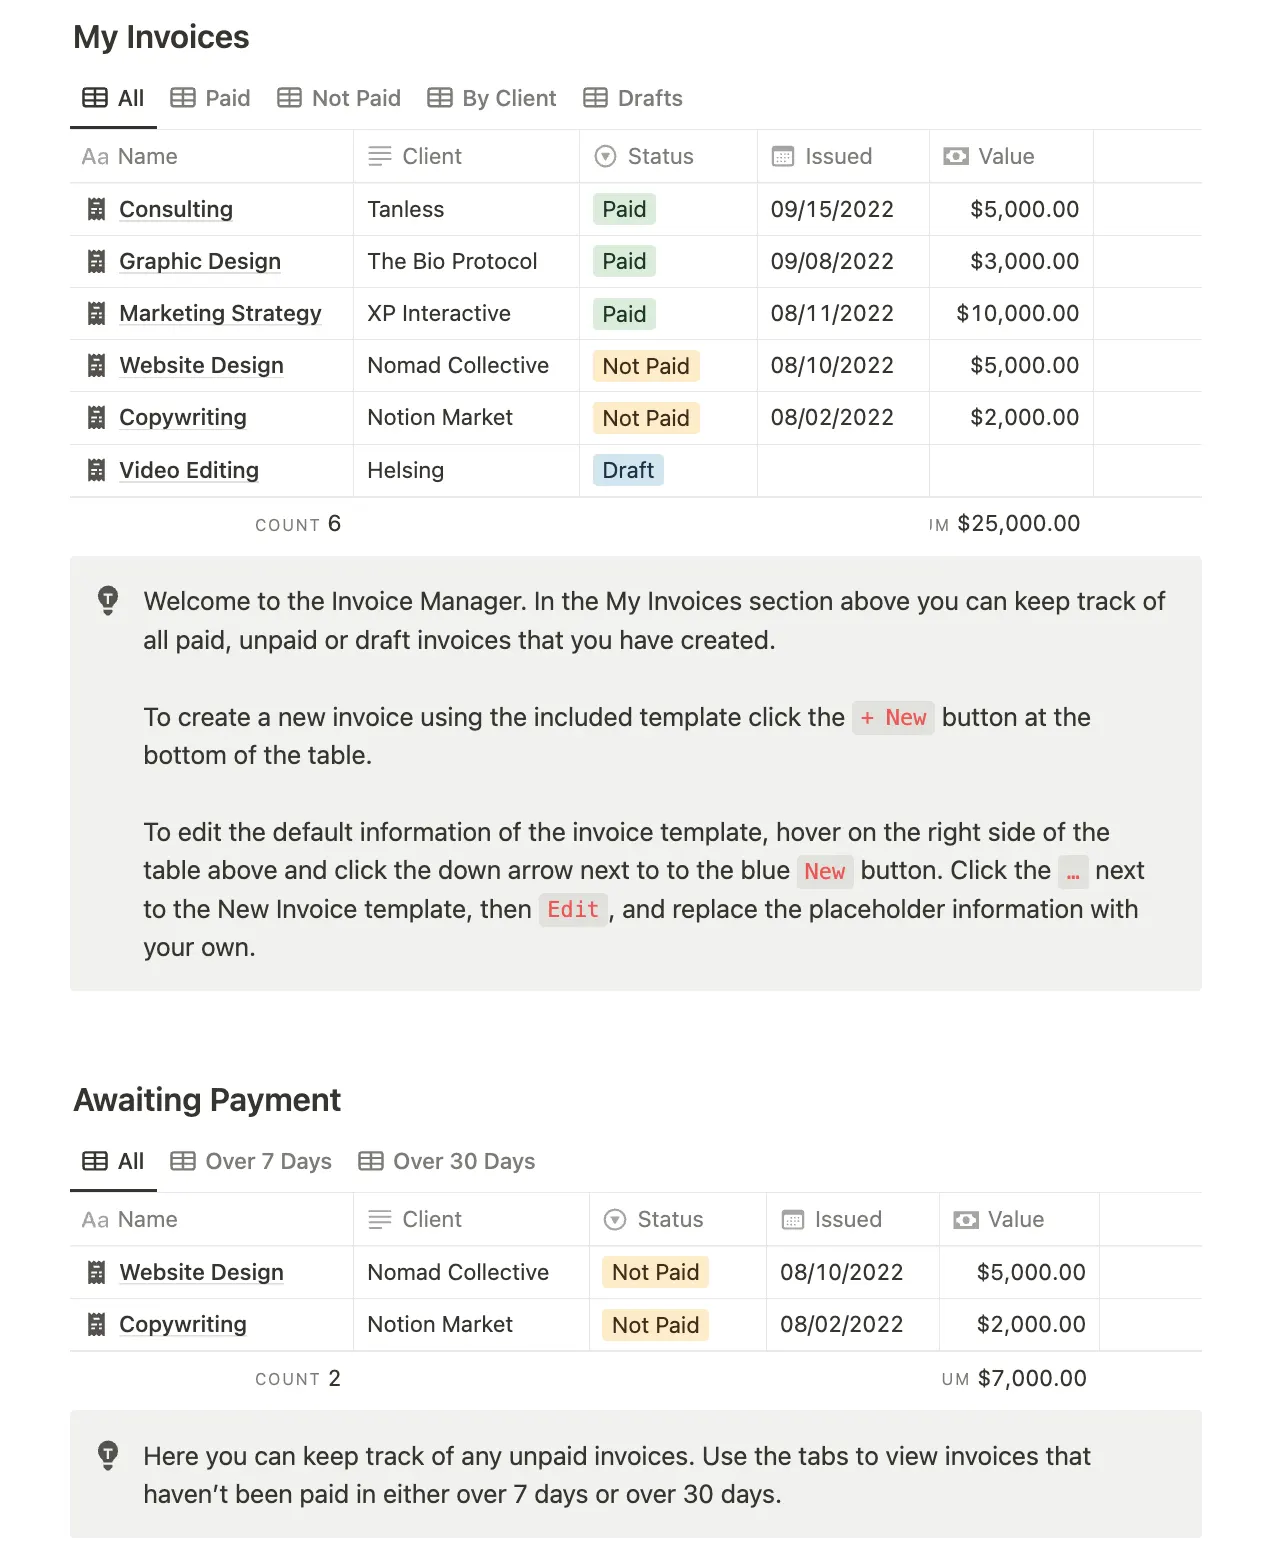 My Invoices
All Paid Not Paid By Client Drafts
Aa Name Client Status Issued Value
Consulting Tanless Paid 09/15/2022 $5,000.00
Graphic Design The Bio Protocol Paid 09/08/2022 $3,000.00
Marketing Strategy XP Interactive Paid 08/11/2022 $10,000.00
Website Design Nomad Collective Not Paid 08/10/2022 $5,000.00
Copywriting Notion Market Not Paid 08/02/2022 $2,000.00
Video Editing Helsing Draft
COUNT 6 UM $25,000.00
Welcome to the Invoice Manager. In the My Invoices section above you can keep track of
all paid, unpaid or draft invoices that you have created.
To create a new invoice using the included template click the + New button at the
bottom of the table.
To edit the default information of the invoice template, hover on the right side of the
table above and click the down arrow next to to the blue New button. Click the … next
to the New Invoice template, then Edit, and replace the placeholder information with
your own.
Awaiting Payment
All Over 7 Days Over 30 Days
Aa Name Client Status Issued Value
Website Design Nomad Collective Not Paid 08/10/2022 $5,000.00
Copywriting Notion Market Not Paid 08/02/2022 $2,000.00
COUNT 2 UM $7,000.00
Here you can keep track of any unpaid invoices. Use the tabs to view invoices that
haven’t been paid in either over 7 days or over 30 days.